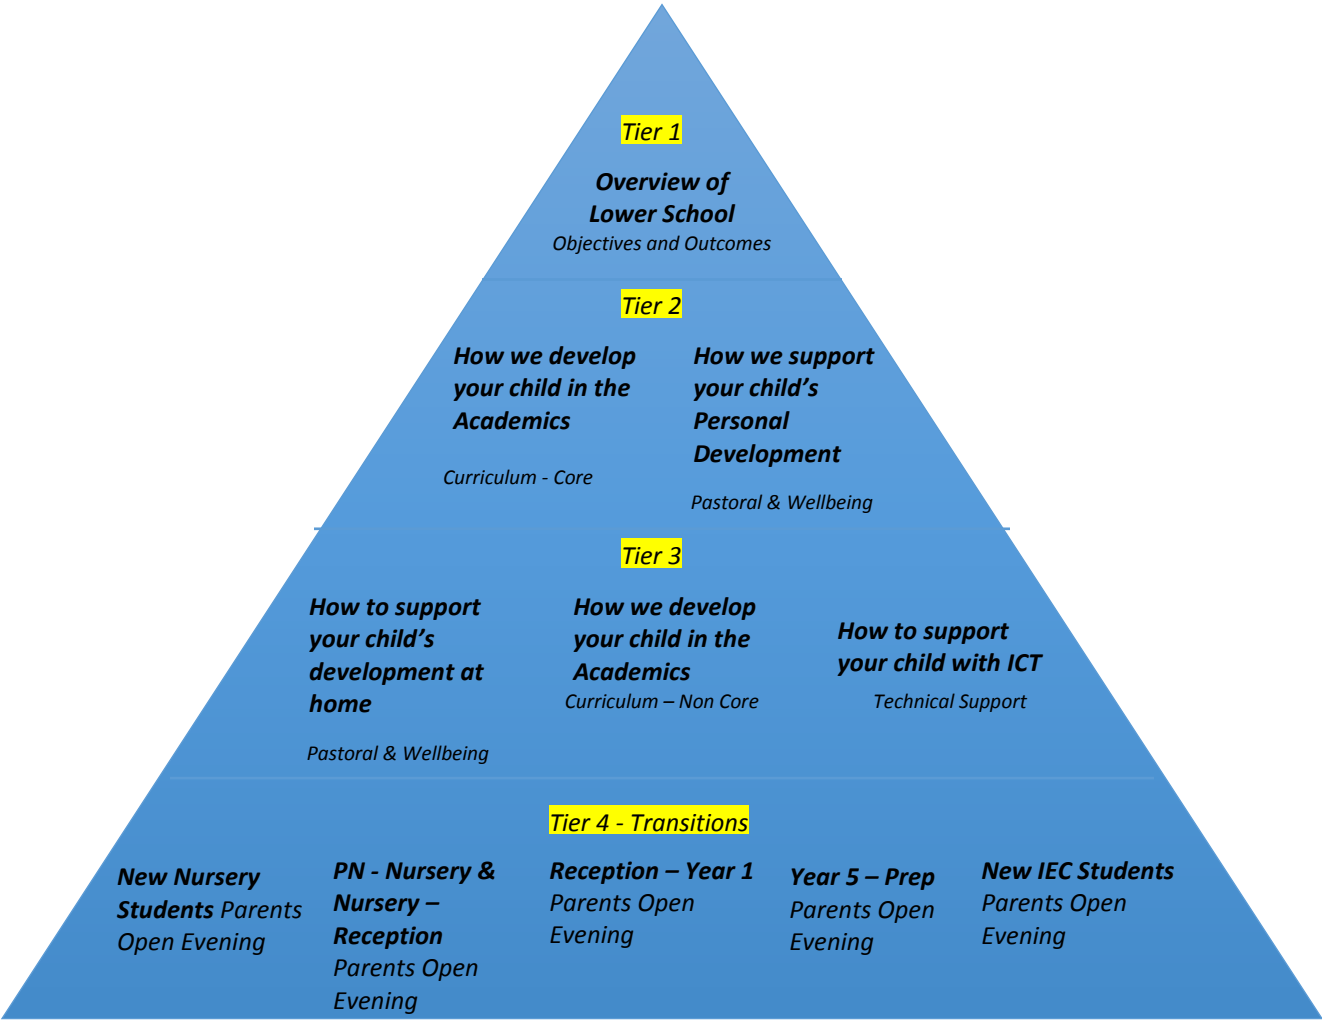 Tier 1
Overview of
Lower School
Objectives and Outcomes
Tier 2
How we develop
your child in the
Academics
Curriculum - Core
How we support
your child’s
Personal
Development
Pastoral & Wellbeing
Tier 3
How to support
your child’s
development at
home
Pastoral & Wellbeing
How we develop
your child in the
Academics
Curriculum – Non Core
How to support
your child with ICT
Technical Support
Tier 4 - Transitions
New Nursery
Students Parents
Open Evening
PN - Nursery &
Nursery –
Reception
Parents Open
Evening
Reception – Year 1
Parents Open
Evening
Year 5 – Prep
Parents Open
Evening
New IEC Students
Parents Open
Evening